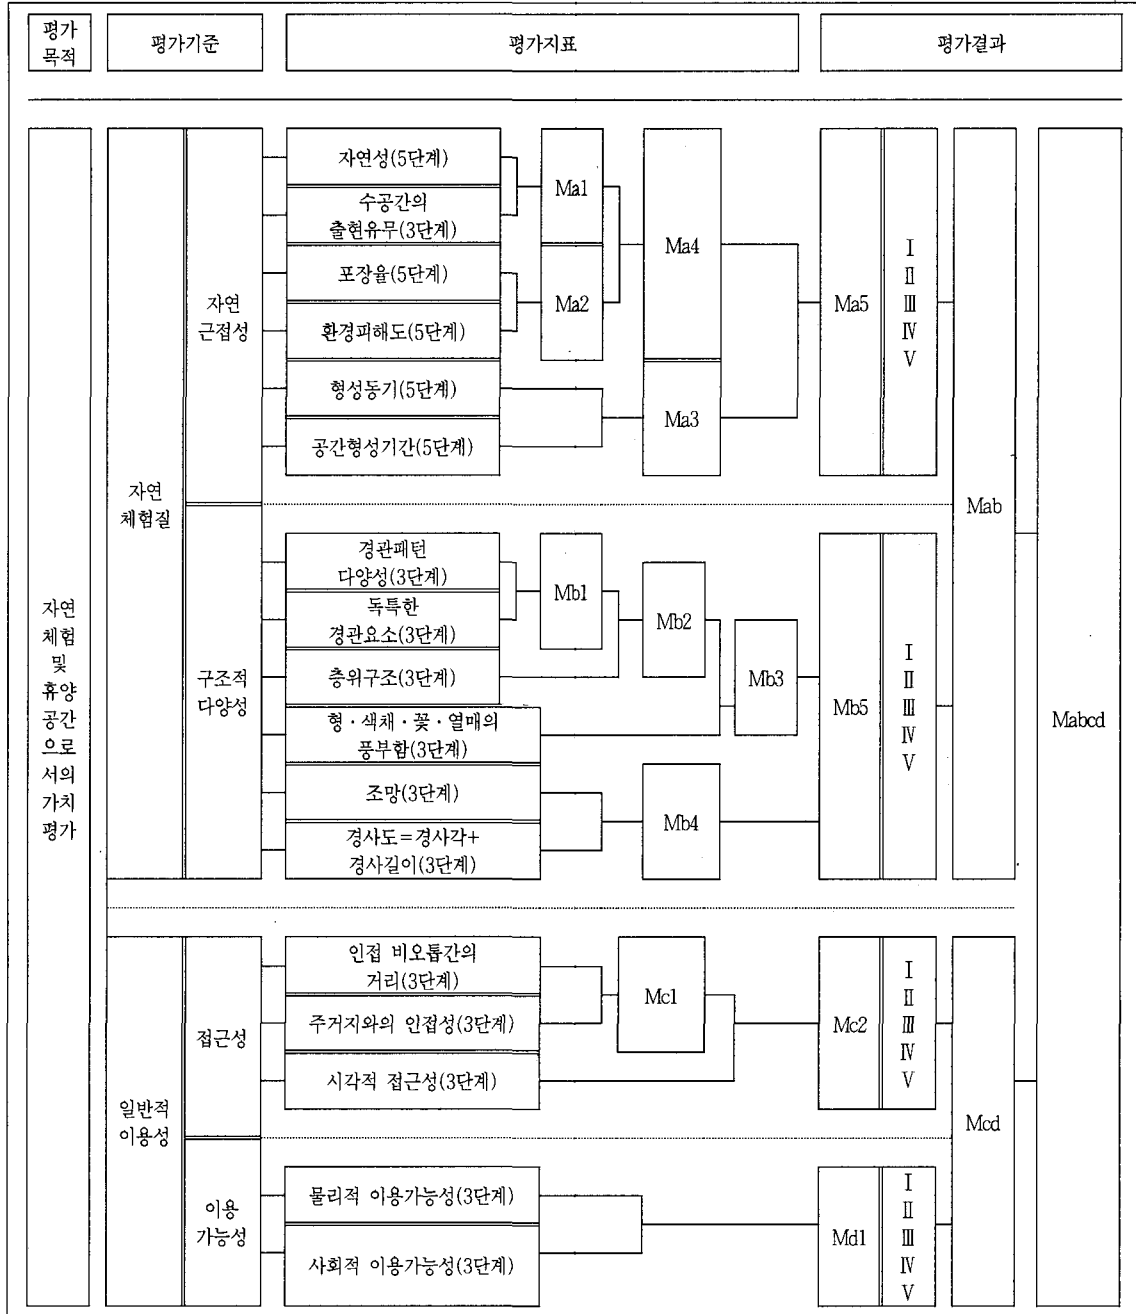 평가
목적
평가기준
평가지표
평가결과
자연
체험
및
휴양
공간
으로
서의
가치
평가
자연
체험질
자연
근접성
자연성(5단계)
수공간의
출현유무(3단계)
포장율(5단계)
환경피해도(5단계)
형성동기(5단계)
공간형성기간(5단계)
Ma1
Ma2
Ma4
Ma3
Ma5
Ⅰ
Ⅱ
Ⅲ
Ⅳ
Ⅴ
구조적
다양성
경관패턴
다양성(3단계)
독특한
경관요소(3단계)
층위구조(3단계)
형·색채·꽃·열매의
풍부함(3단계)
조망(3단계)
경사도=경사각+
경사길이(3단계)
Mb1
Mb2
Mb3
Mb4
Mb5
Ⅰ
Ⅱ
Ⅲ
Ⅳ
Ⅴ
Mab
일반적
이용성
접근성
인접 비오톱간의
거리(3단계)
주거지와의 인접성(3단계)
시각적 접근성(3단계)
Mc1
Mc2
Ⅰ
Ⅱ
Ⅲ
Ⅳ
Ⅴ
이용
가능성
물리적 이용가능성(3단계)
사회적 이용가능성(3단계)
Md1
Ⅰ
Ⅱ
Ⅲ
Ⅳ
Ⅴ
Mcd
Mabcd